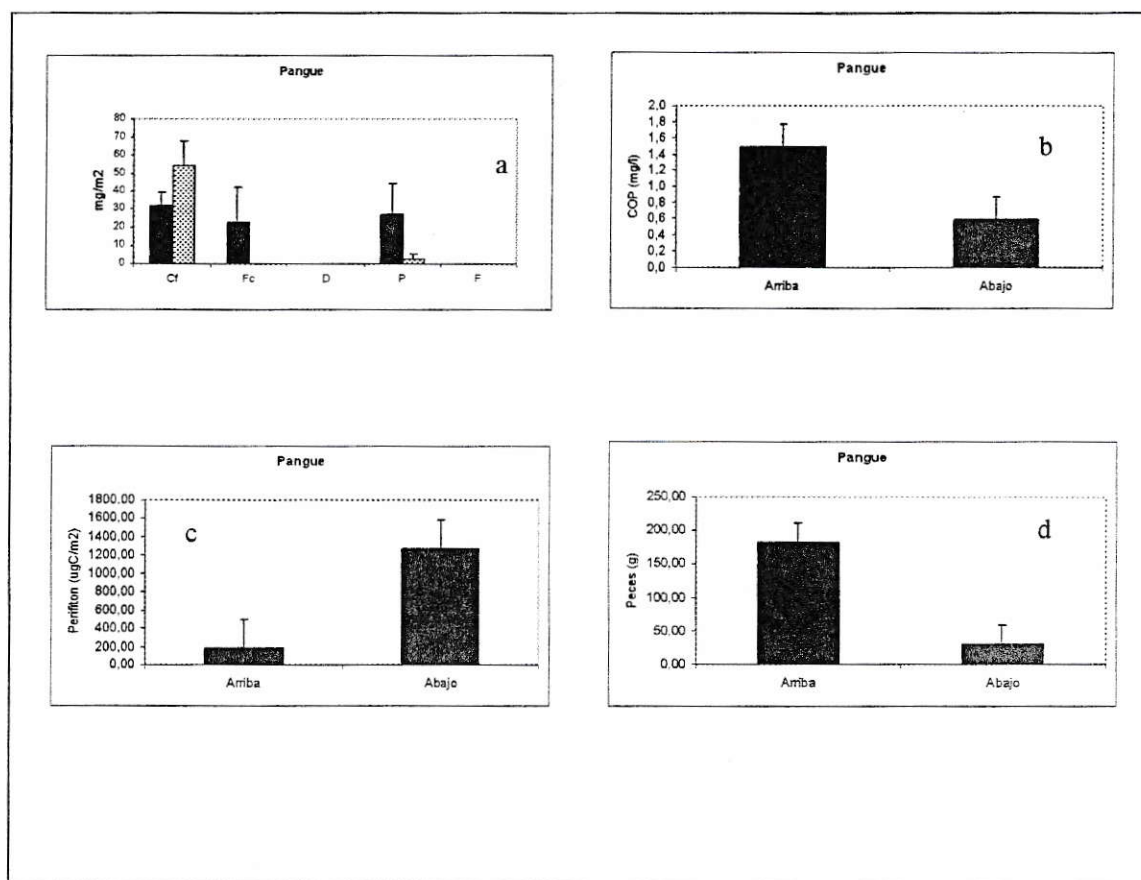 Pangue
mg/m2
80
70
60
50
40
30
20
10
0
Cf Fc D P F
a
Pangue
COP (mg/l)
2,0
1,8
1,6
1,4
1,2
1,0
0,8
0,6
0,4
0,2
0,0
Arriba Abajo
b
Pangue
Perifiton (ugC/m2)
1800,00
1600,00
1400,00
1200,00
1000,00
800,00
600,00
400,00
200,00
0,00
Arriba Abajo
c
Pangue
Peces (g)
250,00
200,00
150,00
100,00
50,00
0,00
Arriba Abajo
d